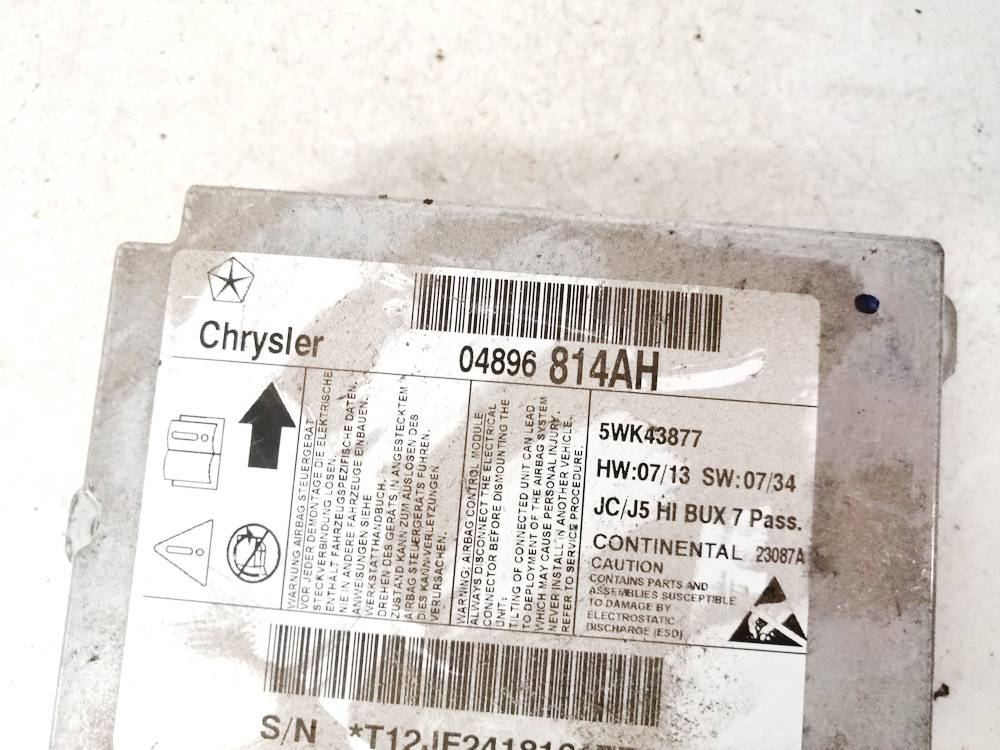 Chrysler
04896 814AH
WARNUNG AIRBAG STEUERGERÄT
VOR JEDER DEMONTAGE DIE ELEKTRISCHE
STECKVERBINDUNG LÖSEN.
ENTHÄLT FAHRZEUGSPEZIFISCHE DATEN.
NIE IN ANDERE FAHRZEUGE EINBAUEN.
ANWEISUNGEN SIEHE
WERKSTATTHANDBUCH.
DREHEN DES GERÄTS IN ANGESTECKTEM
ZUSTAND KANN ZUM AUSLÖSEN DES
AIRBAG STEUERGERÄTS FÜHREN.
DIES KANN VERLETZUNGEN
VERURSACHEN.
WARNING: AIRBAG CONTROL MODULE
ALWAYS DISCONNECT THE ELECTRICAL
CONNECTOR BEFORE DISMOUNTING THE
UNIT:
TILTING OF CONNECTED UNIT CAN LEAD
TO DEPLOYMENT OF THE AIRBAG SYSTEM
WHICH MAY CAUSE PERSONAL INJURY.
NEVER INSTALL IN ANOTHER VEHICLE.
REFER TO SERVICE PROCEDURE.
5WK43877
HW:07/13 SW:07/34
JC/J5 HI BUX 7 Pass.
CONTINENTAL 23087A
CAUTION
CONTAINS PARTS AND
ASSEMBLIES SUSCEPTIBLE
TO DAMAGE BY
ELECTROSTATIC
DISCHARGE (ESD)
S/N